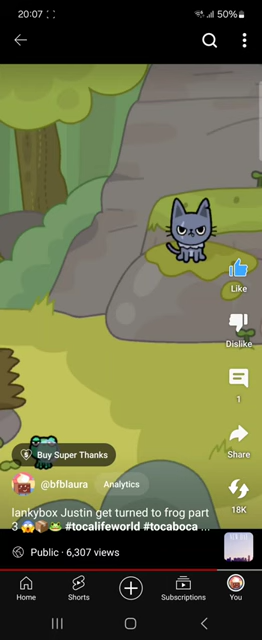 20:07
50%
Like
Dislike
1
Buy Super Thanks
Share
@bfblaura
Analytics
18K
lankybox Justin get turned to frog part
3 😱📦🐸 #tocalifeworld #tocaboca ...
Public · 6,307 views
Home
Shorts
Subscriptions
You